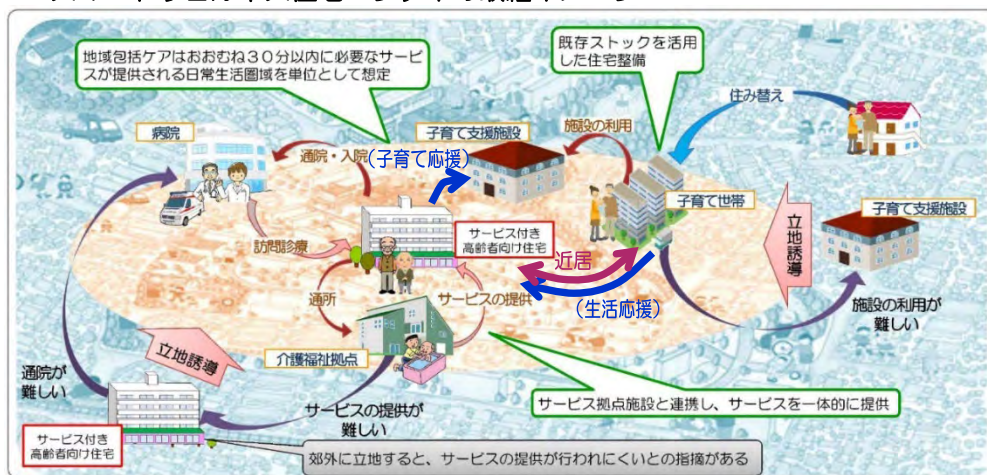 地域包括ケアはおおむね30分以内に必要なサービ
スが提供される日常生活圏域を単位として想定
既存ストックを活用
した住宅整備
住み替え
病院
子育て支援施設
施設の利用
通院・入院
(子育て応援)
子育て世帯
子育て支援施設
サービス付き
高齢者向け住宅
立地誘導
訪問診療
近居
通所
サービスの提供
(生活応援)
施設の利用が
難しい
介護福祉拠点
立地誘導
通院が
難しい
サービスの提供が
難しい
サービス拠点施設と連携し、サービスを一体的に提供
サービス付き
高齢者向け住宅
郊外に立地すると、サービスの提供が行われにくいとの指摘がある